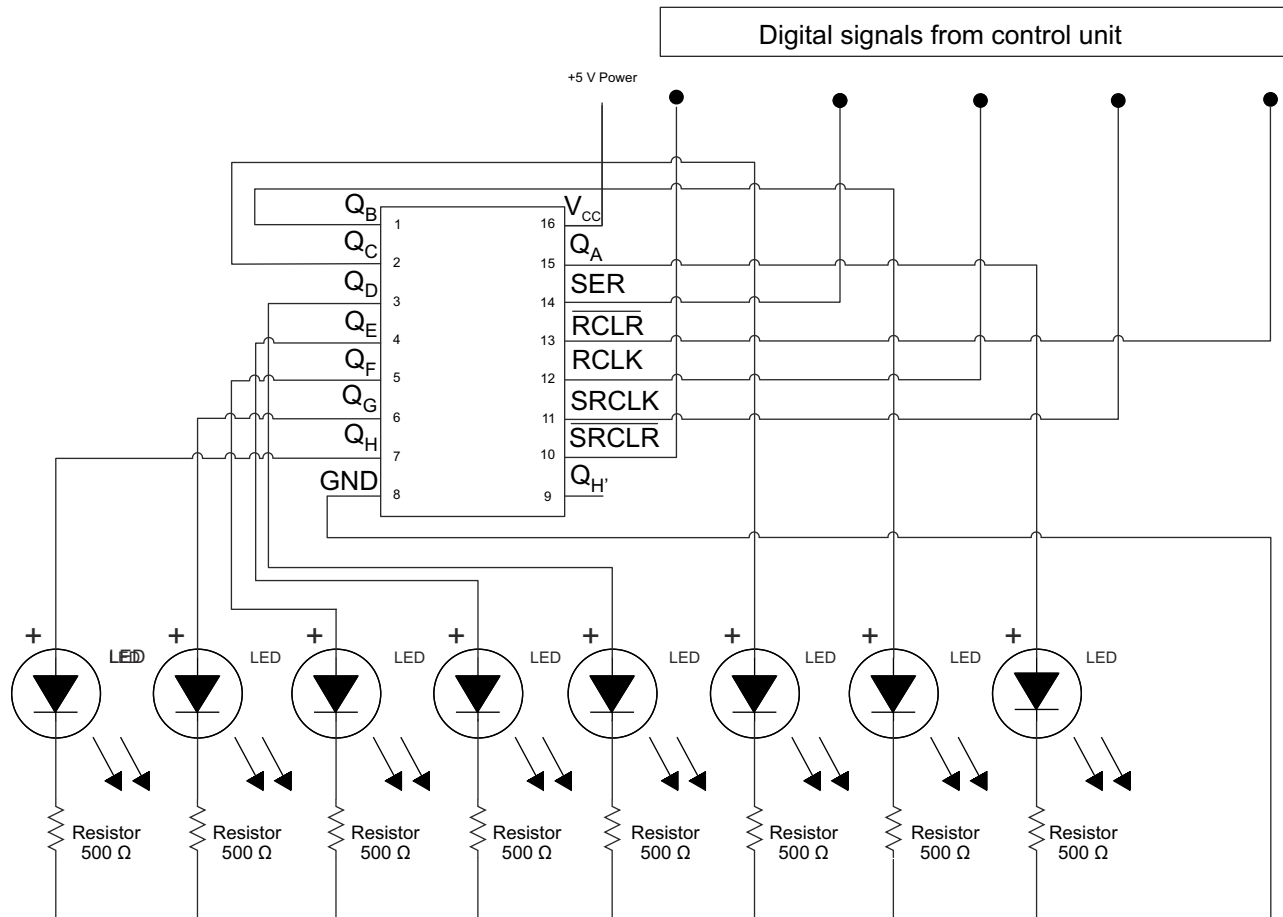 Digital signals from control unit
+5 V Power
QB
1
16
VCC
QC
2
15
QA
QD
3
14
SER
QE
4
13
RCLR
QF
5
12
RCLK
QG
6
11
SRCLK
QH
7
10
SRCLR
GND
8
9
QH'
+ LED + LED + LED + LED + LED + LED + LED + LED
Resistor Resistor Resistor Resistor Resistor Resistor Resistor Resistor
500 Ω 500 Ω 500 Ω 500 Ω 500 Ω 500 Ω 500 Ω 500 Ω